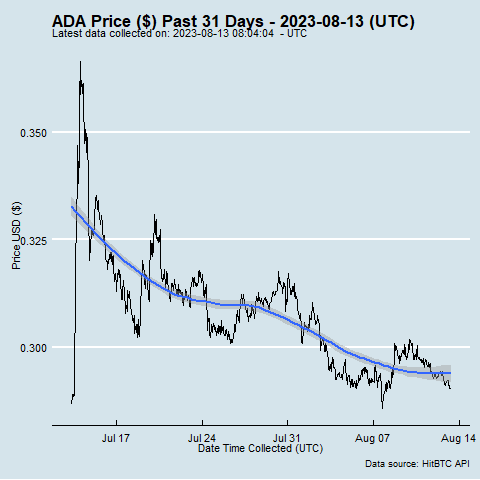 ADA Price ($) Past 31 Days - 2023-08-13 (UTC)
Latest data collected on: 2023-08-13 08:04:04  - UTC
0.350
0.325
0.300
Price USD ($)
Jul 17
Jul 24
Jul 31
Aug 07
Aug 14
Date Time Collected (UTC)
Data source: HitBTC API